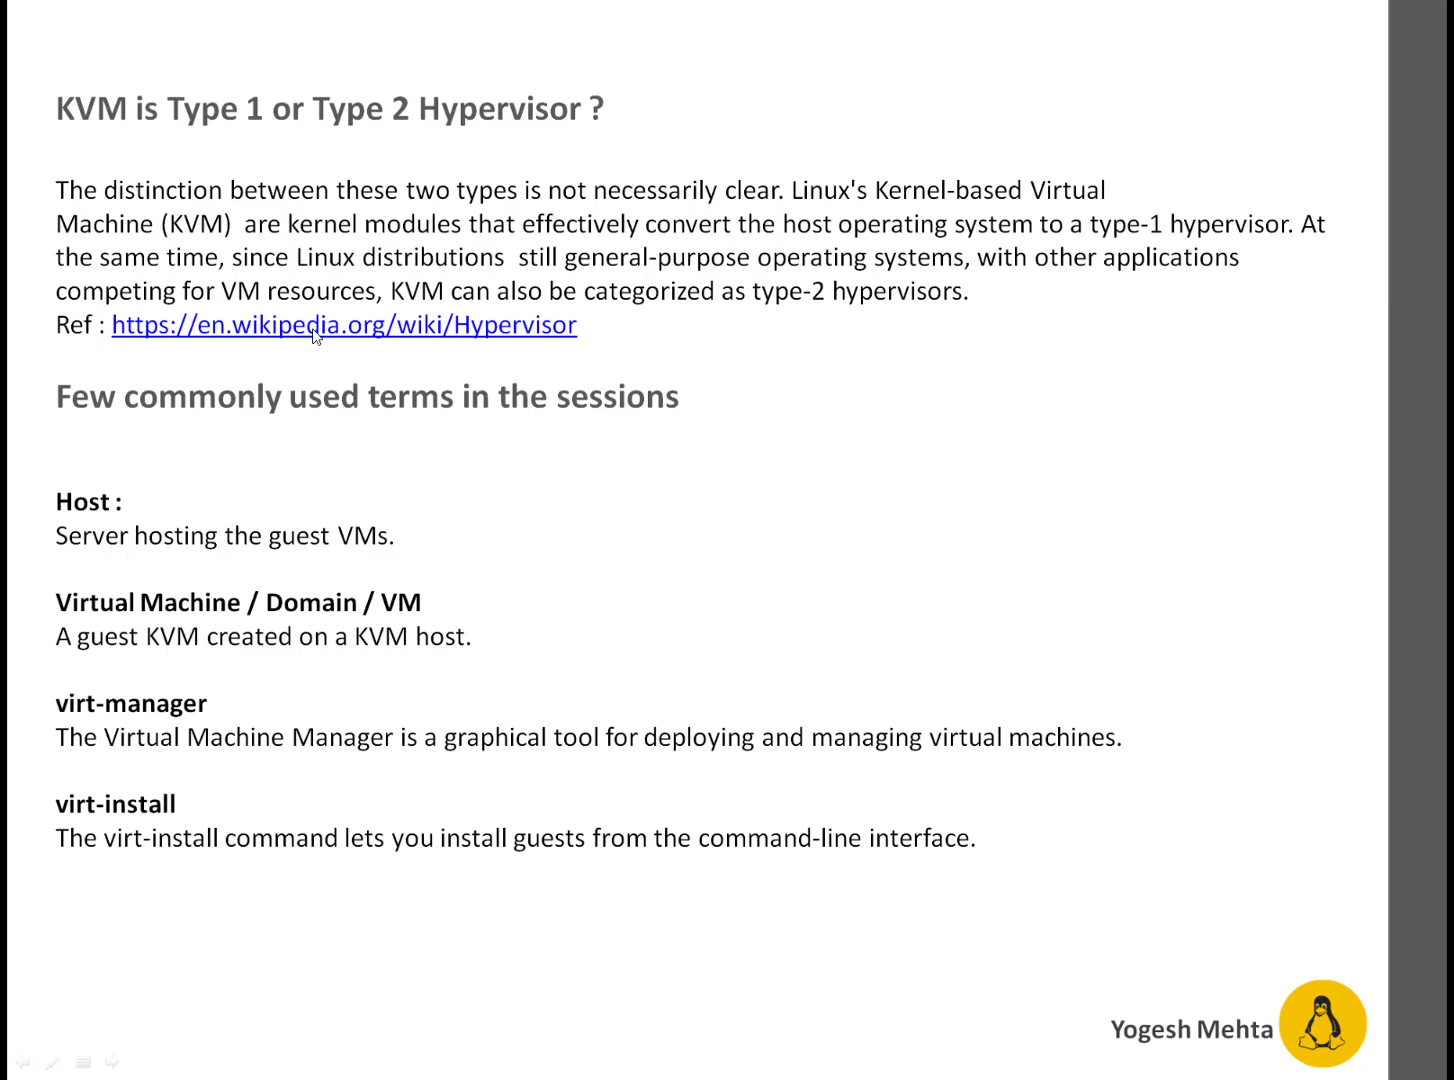 KVM is Type 1 or Type 2 Hypervisor ?
The distinction between these two types is not necessarily clear. Linux's Kernel-based Virtual
Machine (KVM)  are kernel modules that effectively convert the host operating system to a type-1 hypervisor. At
the same time, since Linux distributions  still general-purpose operating systems, with other applications
competing for VM resources, KVM can also be categorized as type-2 hypervisors.
Ref : https://en.wikipedia.org/wiki/Hypervisor
Few commonly used terms in the sessions
Host :
Server hosting the guest VMs.
Virtual Machine / Domain / VM
A guest KVM created on a KVM host.
virt-manager
The Virtual Machine Manager is a graphical tool for deploying and managing virtual machines.
virt-install
The virt-install command lets you install guests from the command-line interface.
Yogesh Mehta